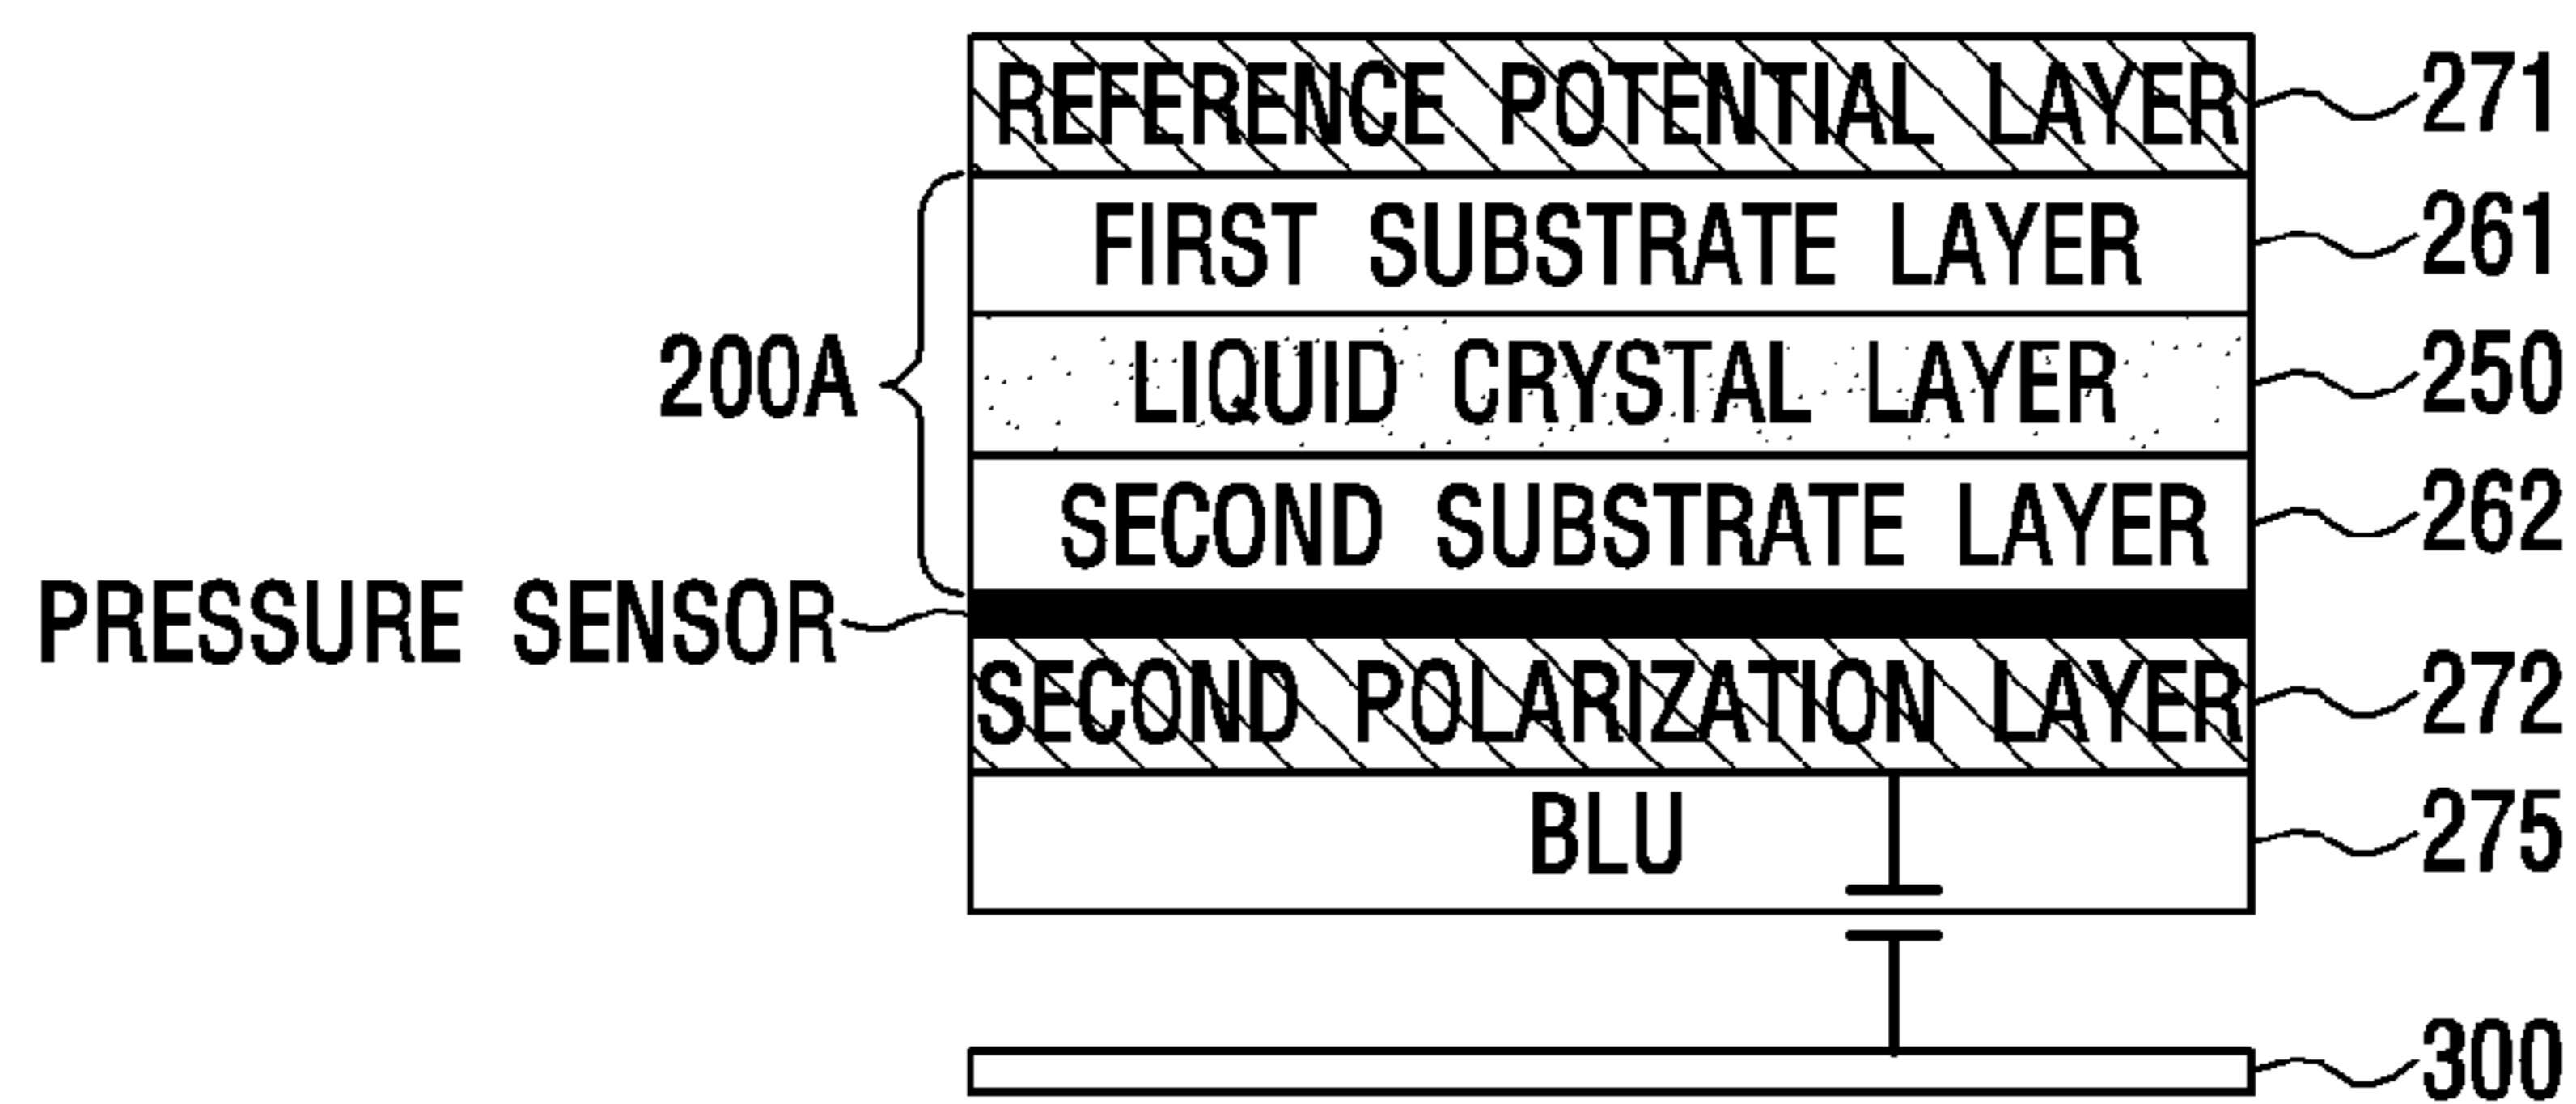 REFERENCE POTENTIAL LAYER 271
FIRST SUBSTRATE LAYER 261
200A LIQUID CRYSTAL LAYER 250
SECOND SUBSTRATE LAYER 262
PRESSURE SENSOR
SECOND POLARIZATION LAYER 272
BLU 275
300